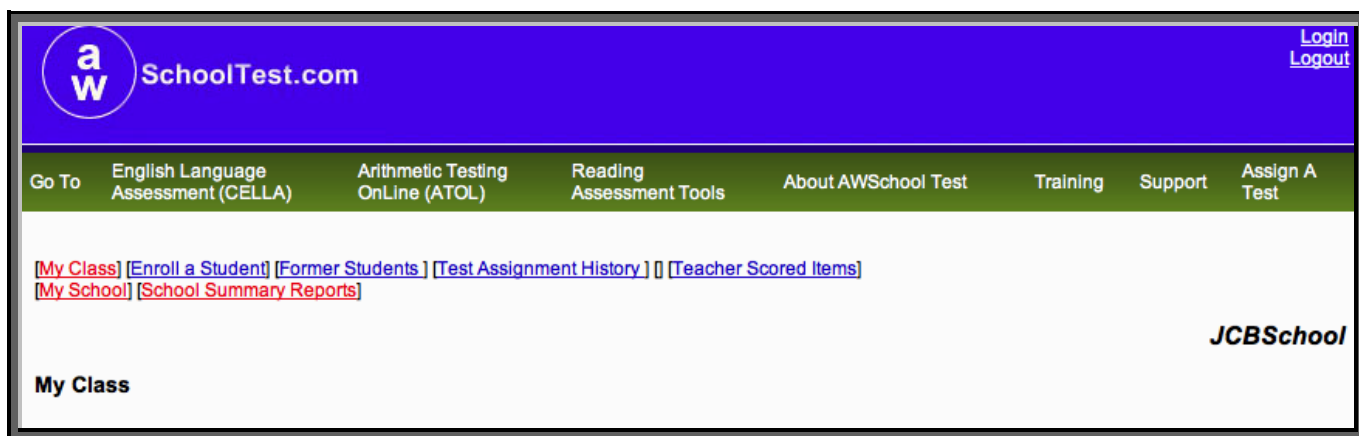 a
w
SchoolTest.com
Login
Logout
Go To
English Language
Assessment (CELLA)
Arithmetic Testing
OnLine (ATOL)
Reading
Assessment Tools
About AWSchool Test
Training
Support
Assign A
Test
[My Class] [Enroll a Student] [Former Students ] [Test Assignment History ] [] [Teacher Scored Items]
[My School] [School Summary Reports]
JCBSchool
My Class